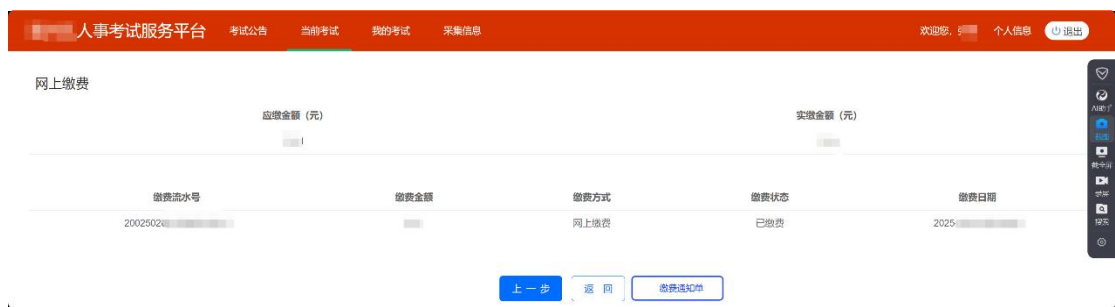 人事考试服务平台 考试公告 当前考试 我的考试 采集信息 欢迎您, 个人信息 退出
网上缴费
应缴金额（元） 实缴金额（元）
缴费流水号 缴费金额 缴费方式 缴费状态 缴费日期
2002502 网上缴费 已缴费 2025-
上一步 返 回 缴费通知单